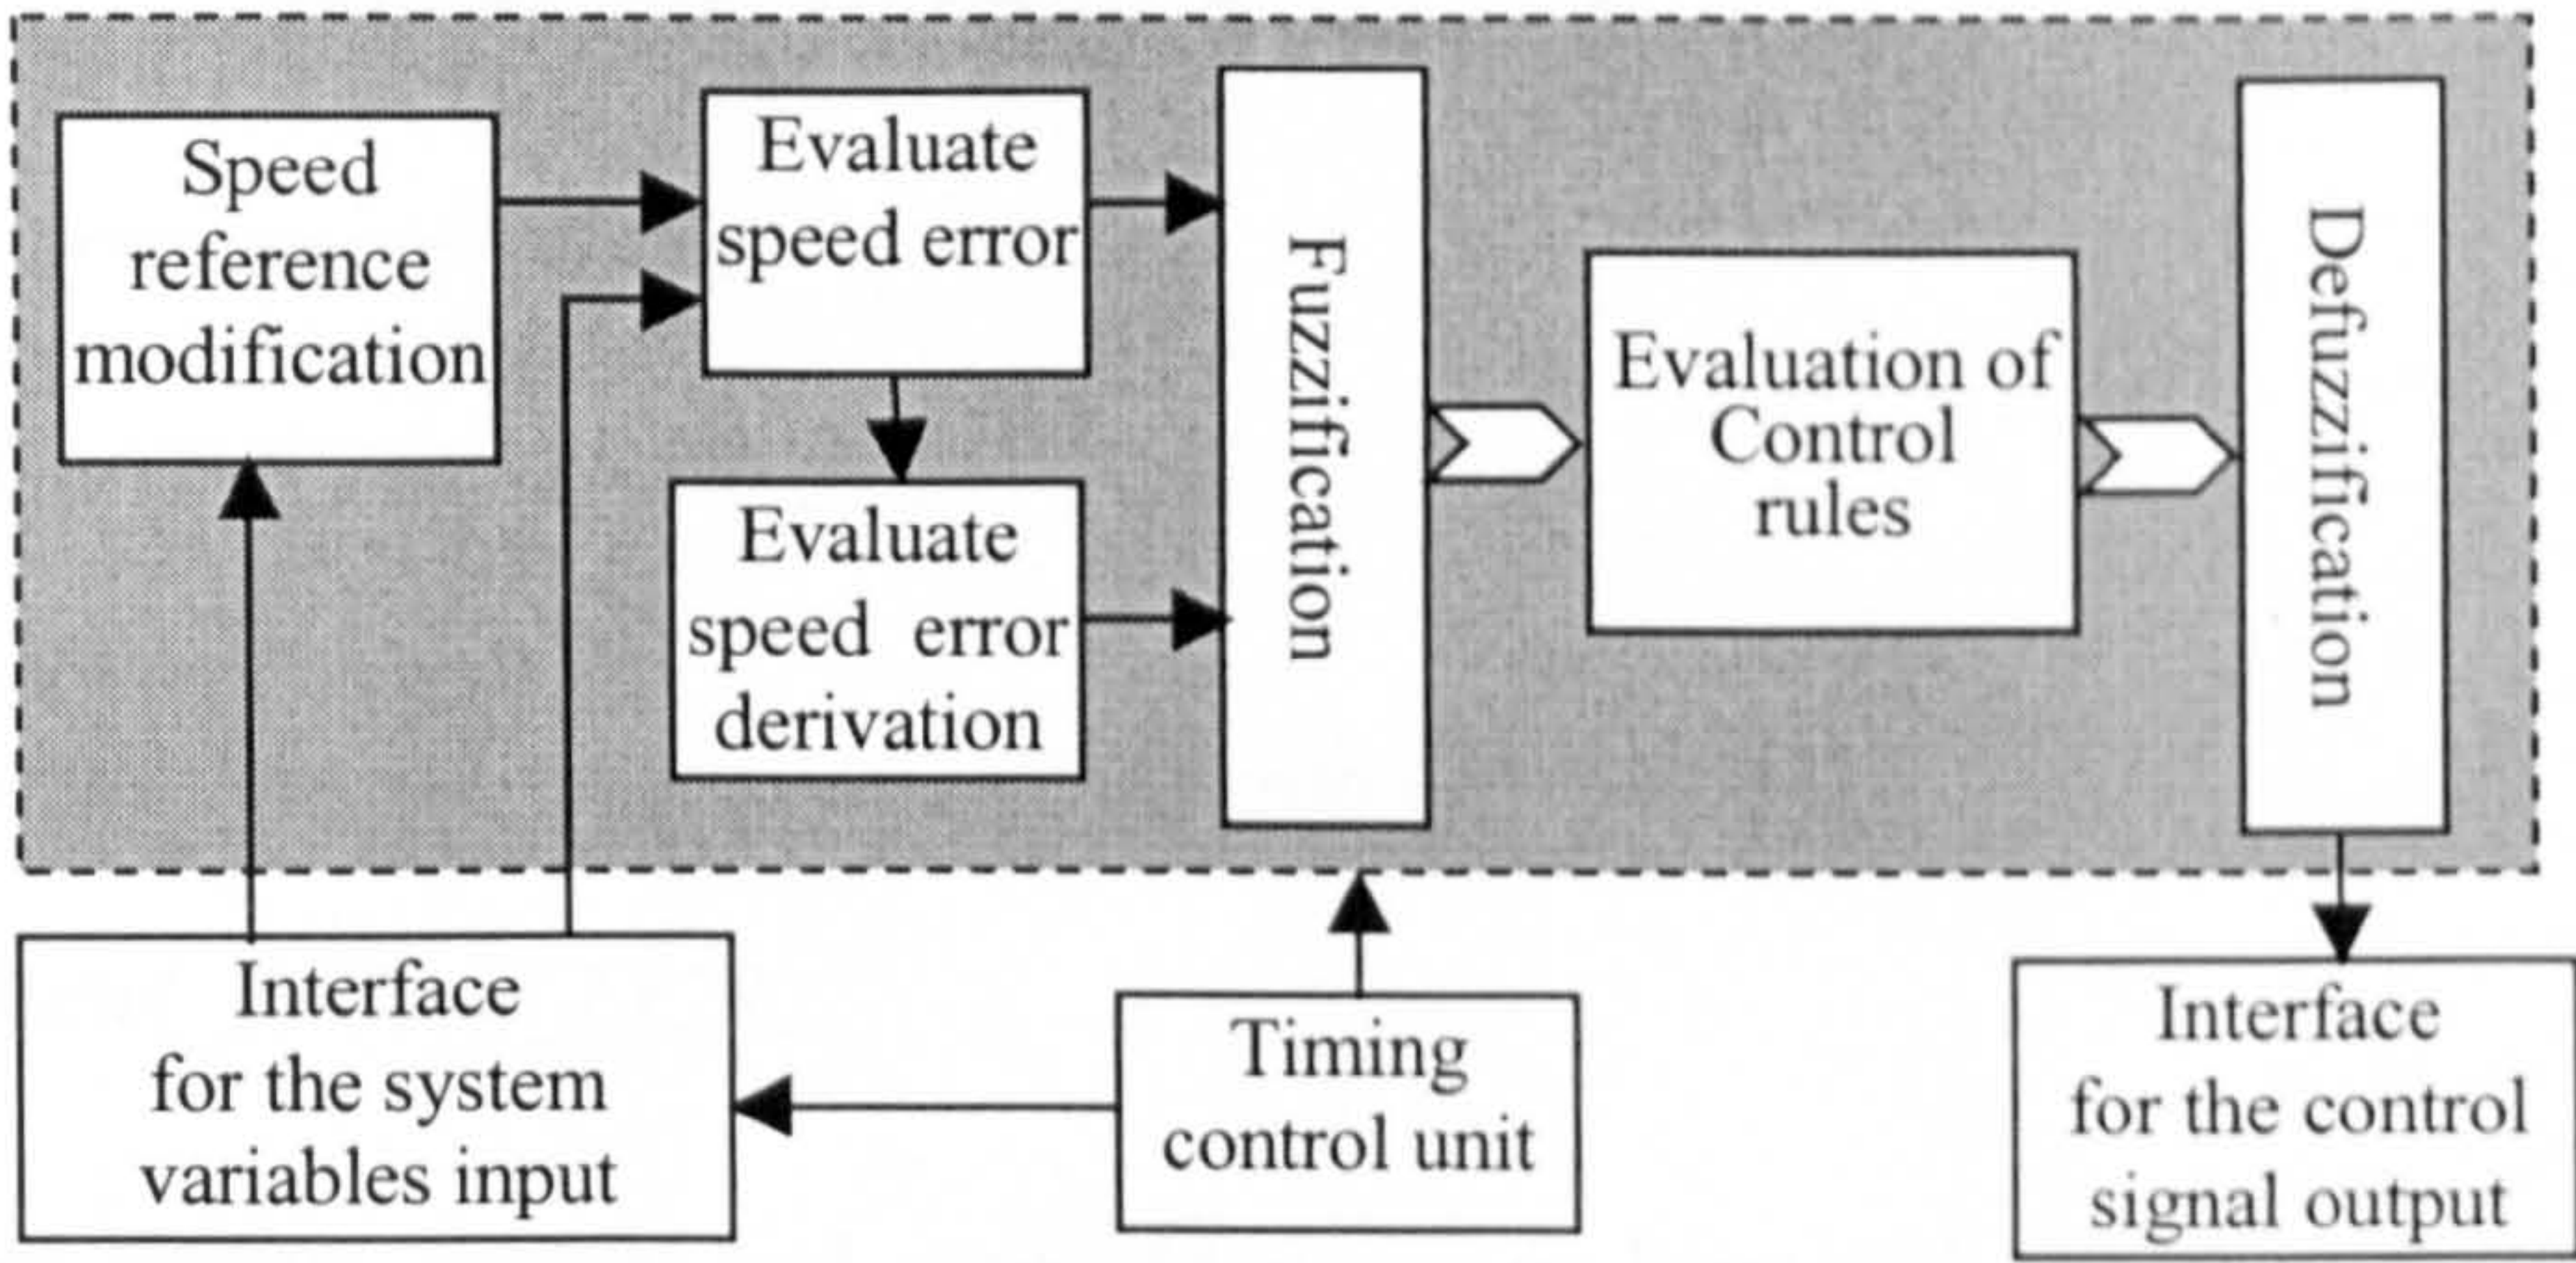 Speed
reference
modification
Evaluate
speed error
Evaluate
speed error
derivation
Fuzzification
Evaluation of
Control
rules
Defuzzification
Interface
for the system
variables input
Timing
control unit
Interface
for the control
signal output